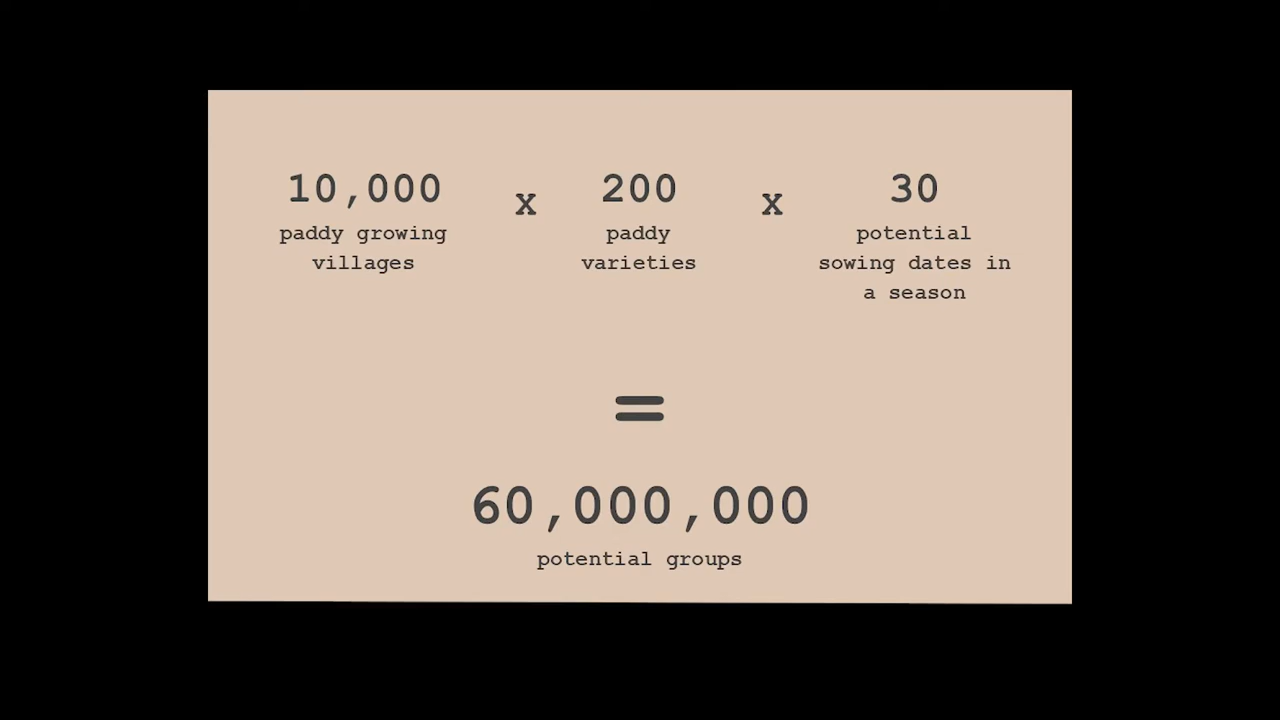 10,000 x 200 x 30
paddy growing
villages
paddy
varieties
potential
sowing dates in
a season
=
60,000,000
potential groups